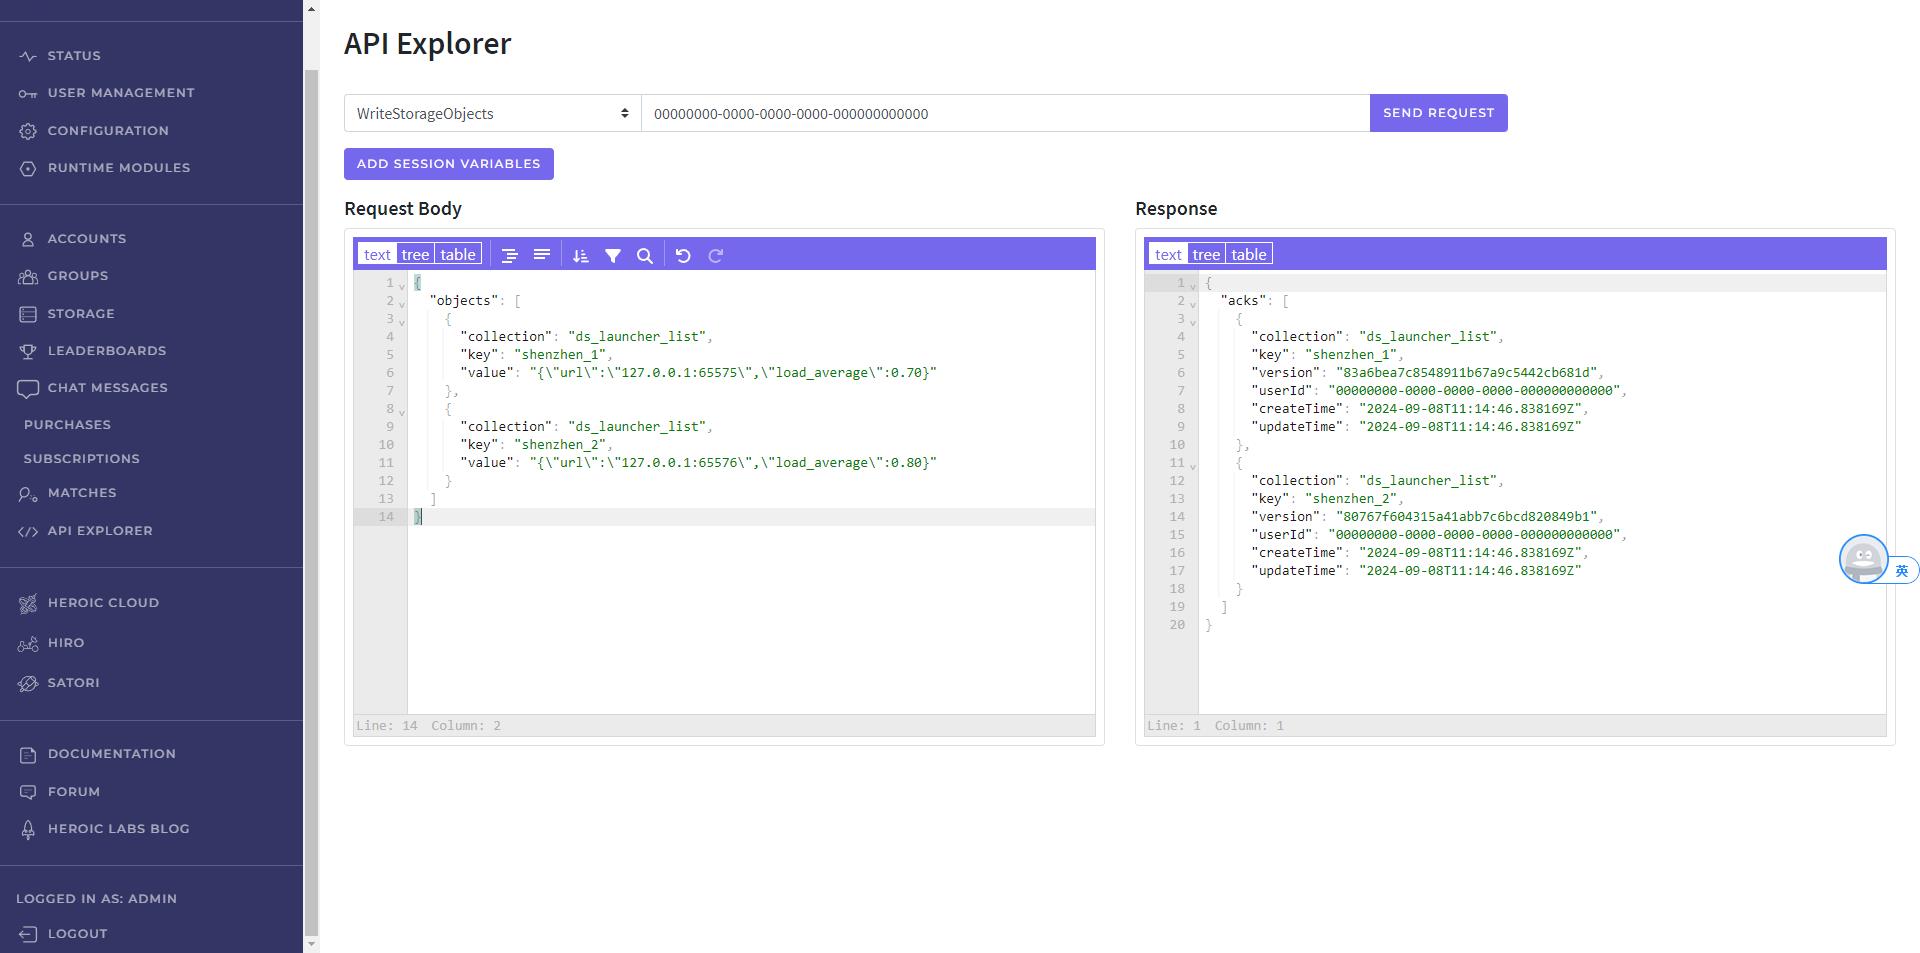 STATUS
USER MANAGEMENT
CONFIGURATION
RUNTIME MODULES
ACCOUNTS
GROUPS
STORAGE
LEADERBOARDS
CHAT MESSAGES
PURCHASES
SUBSCRIPTIONS
MATCHES
API EXPLORER
HEROIC CLOUD
HIRO
SATORI
DOCUMENTATION
FORUM
HEROIC LABS BLOG
LOGGED IN AS: ADMIN
LOGOUT
API Explorer
WriteStorageObjects
00000000-0000-0000-0000-000000000000
SEND REQUEST
ADD SESSION VARIABLES
Request Body
text tree table
1 {
2 "objects": [
3 {
4 "collection": "ds_launcher_list",
5 "key": "shenzhen_1",
6 "value": "{\"url\":\"127.0.0.1:65575\",\"load_average\":0.70}"
7 },
8 {
9 "collection": "ds_launcher_list",
10 "key": "shenzhen_2",
11 "value": "{\"url\":\"127.0.0.1:65576\",\"load_average\":0.80}"
12 }
13 ]
14 }
Line: 14 Column: 2
Response
text tree table
1 {
2 "acks": [
3 {
4 "collection": "ds_launcher_list",
5 "key": "shenzhen_1",
6 "version": "83a6bea7c8548911b67a9c5442cb681d",
7 "userId": "00000000-0000-0000-0000-000000000000",
8 "createTime": "2024-09-08T11:14:46.838169Z",
9 "updateTime": "2024-09-08T11:14:46.838169Z"
10 },
11 {
12 "collection": "ds_launcher_list",
13 "key": "shenzhen_2",
14 "version": "80767f604315a41abb7c6bcd820849b1",
15 "userId": "00000000-0000-0000-0000-000000000000",
16 "createTime": "2024-09-08T11:14:46.838169Z",
17 "updateTime": "2024-09-08T11:14:46.838169Z"
18 }
19 ]
20 }
Line: 1 Column: 1
英